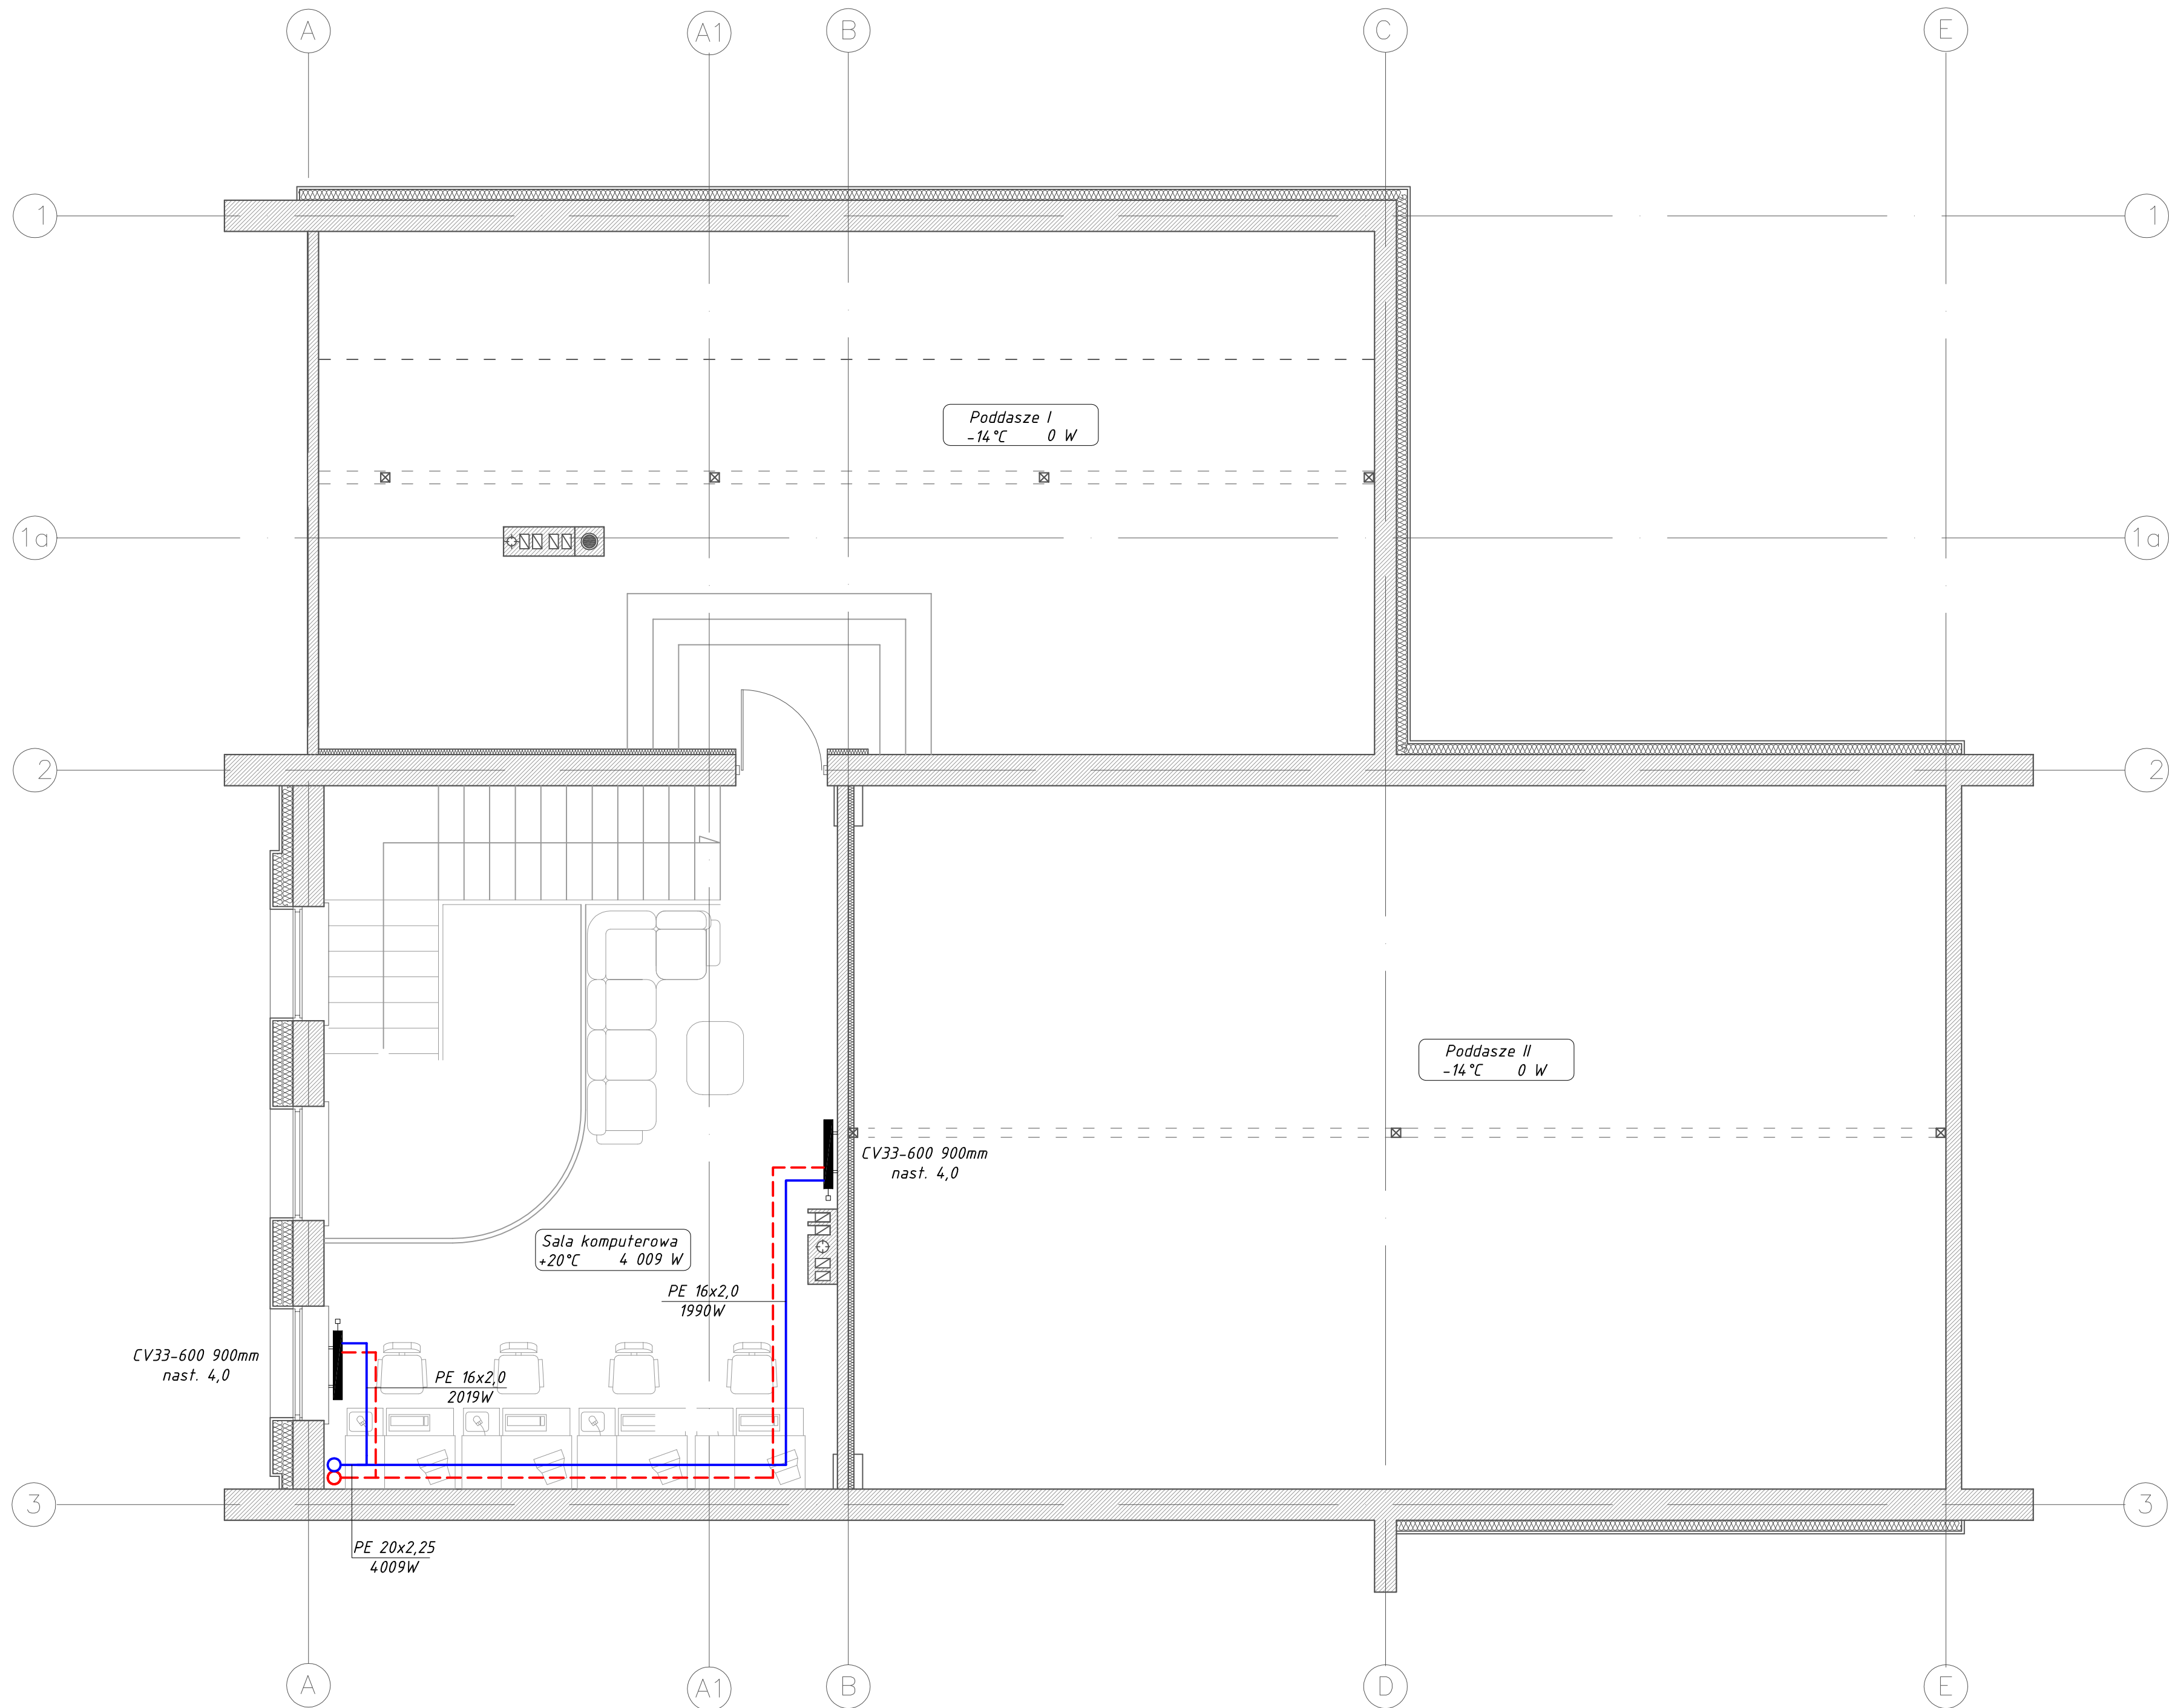 A
A1
B
C
E
1
1
Poddasze I
-14°C 0 W
1a
1a
2
2
Poddasze II
-14°C 0 W
CV33-600 900mm
nast. 4,0
Sala komputerowa
+20°C 4 009 W
PE 16x2,0
1990W
CV33-600 900mm
nast. 4,0
PE 16x2,0
2019W
3
3
PE 20x2,25
4009W
A
A1
B
D
E